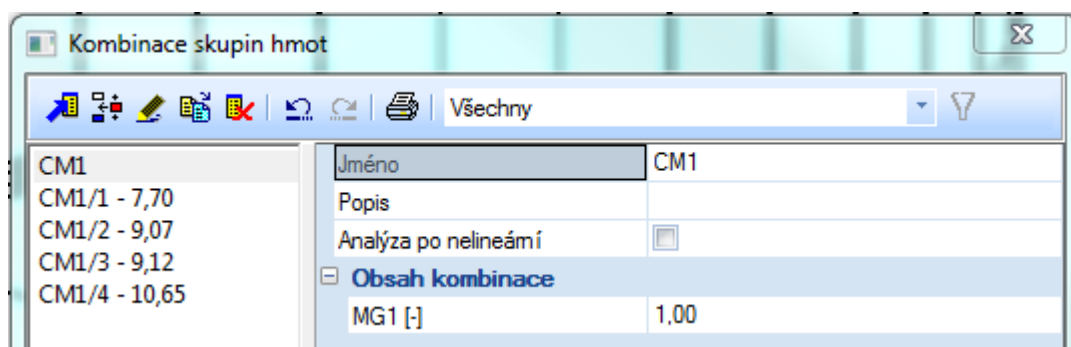 Kombinace skupin hmot
Všechny
CM1
CM1/1 - 7,70
CM1/2 - 9,07
CM1/3 - 9,12
CM1/4 - 10,65
Jméno CM1
Popis
Analýza po nelineární
Obsah kombinace
MG1 [-] 1,00